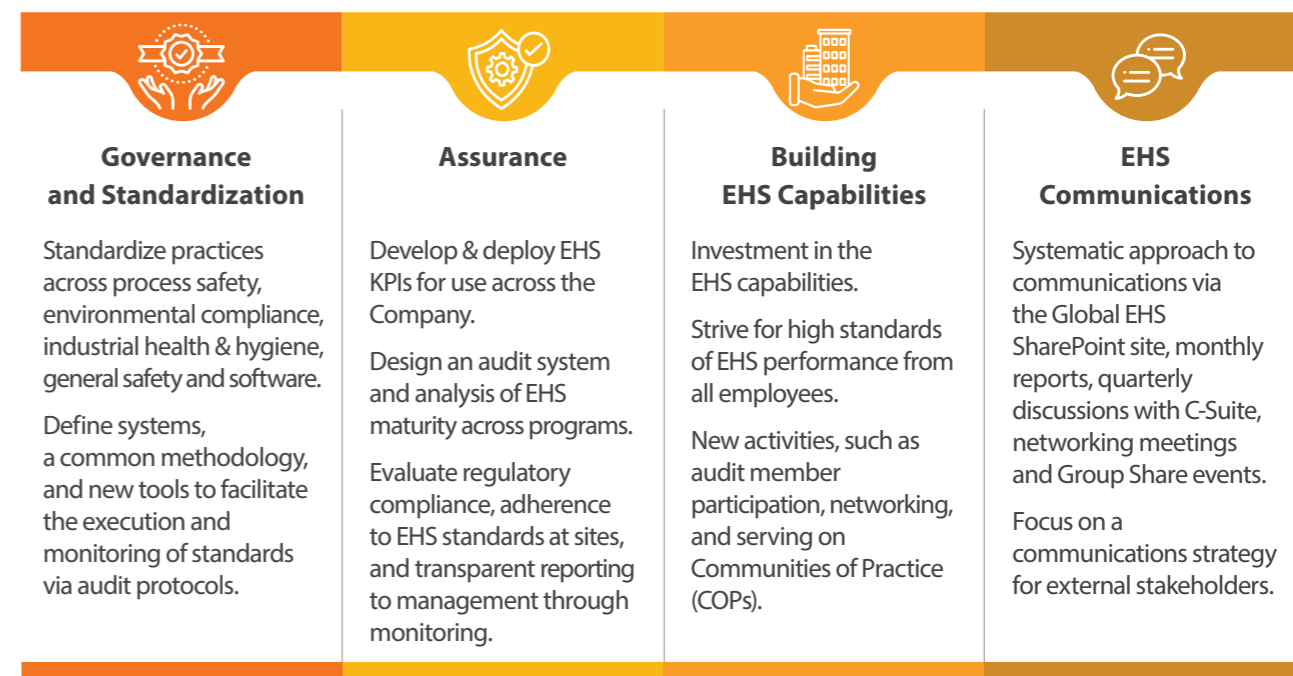 Governance
and Standardization
Standardize practices
across process safety,
environmental compliance,
industrial health & hygiene,
general safety and software.
Define systems,
a common methodology,
and new tools to facilitate
the execution and
monitoring of standards
via audit protocols.
Assurance
Develop & deploy EHS
KPIs for use across the
Company.
Design an audit system
and analysis of EHS
maturity across programs.
Evaluate regulatory
compliance, adherence
to EHS standards at sites,
and transparent reporting
to management through
monitoring.
Building
EHS Capabilities
Investment in the
EHS capabilities.
Strive for high standards
of EHS performance from
all employees.
New activities, such as
audit member
participation, networking,
and serving on
Communities of Practice
(COPs).
EHS
Communications
Systematic approach to
communications via
the Global EHS
SharePoint site, monthly
reports, quarterly
discussions with C-Suite,
networking meetings
and Group Share events.
Focus on a
communications strategy
for external stakeholders.